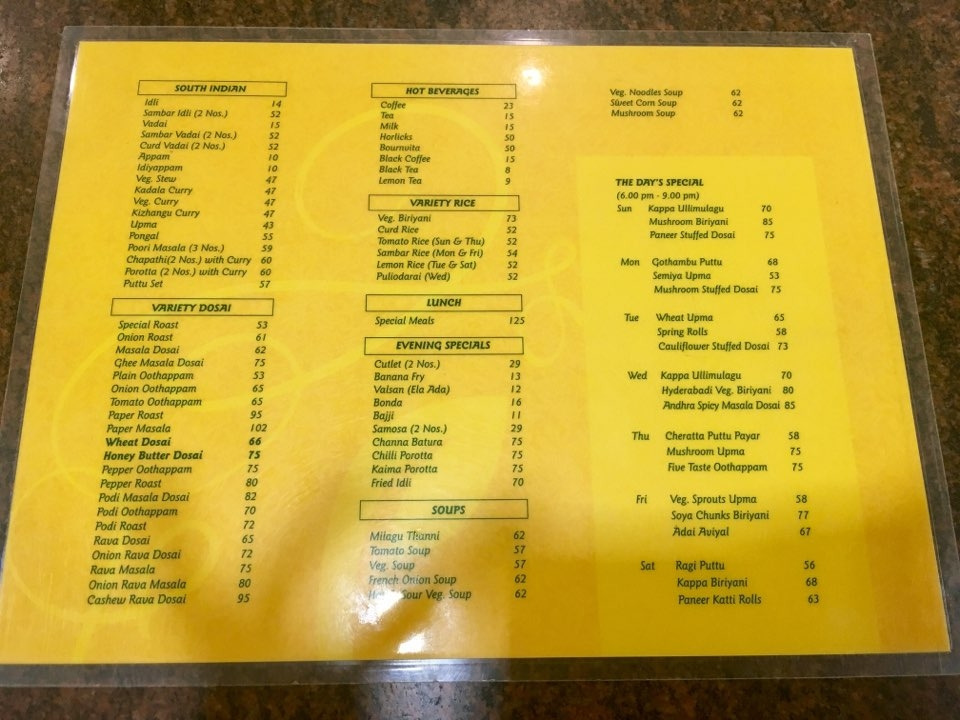 SOUTH INDIAN
Idli 14
Sambar Idli (2 Nos.) 52
Vadai 15
Sambar Vadai (2 Nos.) 52
Curd Vadai (2 Nos.) 52
Appam 10
Idiyappam 10
Veg. Stew 47
Kadala Curry 47
Veg. Curry 47
Kizhangu Curry 47
Upma 43
Pongal 55
Poori Masala (3 Nos.) 59
Chapathi(2 Nos.) with Curry 60
Porotta (2 Nos.) with Curry 60
Puttu Set 57
VARIETY DOSAI
Special Roast 53
Onion Roast 61
Masala Dosai 62
Ghee Masala Dosai 75
Plain Oothappam 53
Onion Oothappam 65
Tomato Oothappam 65
Paper Roast 95
Paper Masala 102
Wheat Dosai 66
Honey Butter Dosai 75
Pepper Oothappam 75
Pepper Roast 80
Podi Masala Dosai 82
Podi Oothappam 70
Podi Roast 72
Rava Dosai 65
Onion Rava Dosai 72
Rava Masala 75
Onion Rava Masala 80
Cashew Rava Dosai 95
HOT BEVERAGES
Coffee 23
Tea 15
Milk 15
Horlicks 50
Bournvita 50
Black Coffee 15
Black Tea 8
Lemon Tea 9
VARIETY RICE
Veg. Biriyani 73
Curd Rice 52
Tomato Rice (Sun & Thu) 52
Sambar Rice (Mon & Fri) 54
Lemon Rice (Tue & Sat) 52
Puliodarai (Wed) 52
LUNCH
Special Meals 125
EVENING SPECIALS
Cutlet (2 Nos.) 29
Banana Fry 13
Valsan (Ela Ada) 12
Bonda 16
Bajji 11
Samosa (2 Nos.) 29
Channa Batura 75
Chilli Porotta 75
Kaima Porotta 75
Fried Idli 70
SOUPS
Milagu Thanni 62
Tomato Soup 57
Veg. Soup 57
French Onion Soup 62
Sour Veg. Soup 62
Veg. Noodles Soup 62
Sweet Corn Soup 62
Mushroom Soup 62
THE DAY'S SPECIAL
(6.00 pm - 9.00 pm)
Sun Kappa Ullimulagu 70
Mushroom Biriyani 85
Paneer Stuffed Dosai 75
Mon Gothambu Puttu 68
Semiya Upma 53
Mushroom Stuffed Dosai 75
Tue Wheat Upma 65
Spring Rolls 58
Cauliflower Stuffed Dosai 73
Wed Kappa Ullimulagu 70
Hyderabadi Veg. Biriyani 80
Andhra Spicy Masala Dosai 85
Thu Cheratta Puttu Payar 58
Mushroom Upma 75
Five Taste Oothappam 75
Fri Veg. Sprouts Upma 58
Soya Chunks Biriyani 77
Adai Aviyal 67
Sat Ragi Puttu 56
Kappa Biriyani 68
Paneer Katti Rolls 63